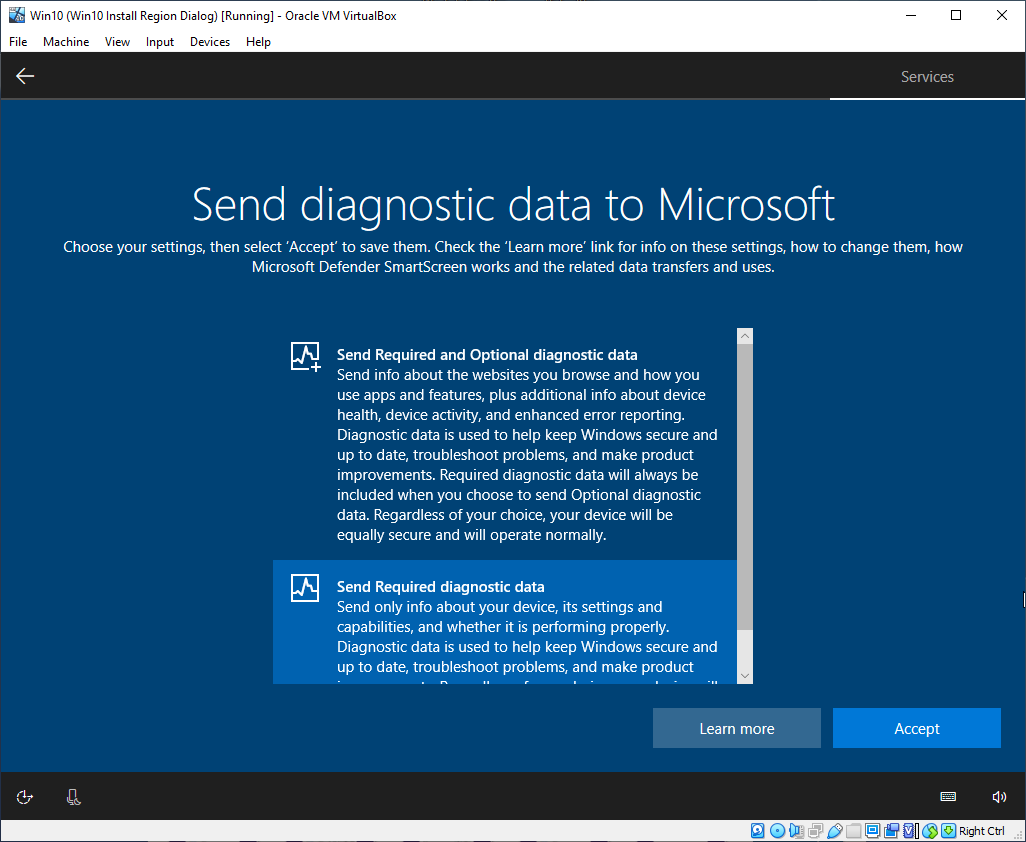 Win10 (Win10 Install Region Dialog) [Running] - Oracle VM VirtualBox
File Machine View Input Devices Help
Services
Send diagnostic data to Microsoft
Choose your settings, then select ‘Accept’ to save them. Check the ‘Learn more’ link for info on these settings, how to change them, how
Microsoft Defender SmartScreen works and the related data transfers and uses.
Send Required and Optional diagnostic data
Send info about the websites you browse and how you
use apps and features, plus additional info about device
health, device activity, and enhanced error reporting.
Diagnostic data is used to help keep Windows secure and
up to date, troubleshoot problems, and make product
improvements. Required diagnostic data will always be
included when you choose to send Optional diagnostic
data. Regardless of your choice, your device will be
equally secure and will operate normally.
Send Required diagnostic data
Send only info about your device, its settings and
capabilities, and whether it is performing properly.
Diagnostic data is used to help keep Windows secure and
up to date, troubleshoot problems, and make product
Learn more
Accept
Right Ctrl